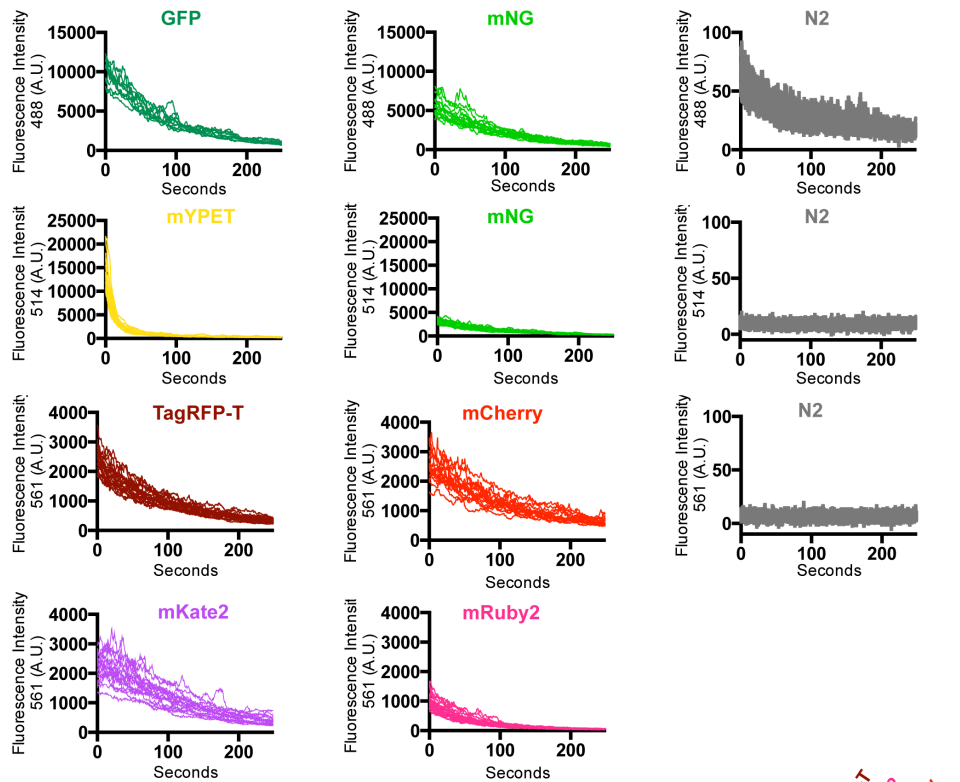 GFP
Fluorescence Intensity
488 (A.U.)
15000
10000
5000
0
0 100 200
Seconds
mNG
Fluorescence Intensity
488 (A.U.)
15000
10000
5000
0
0 100 200
Seconds
N2
Fluorescence Intensity
488 (A.U.)
100
50
0
0 100 200
Seconds
mYPET
Fluorescence Intensit
514 (A.U.)
25000
20000
15000
10000
5000
0
0 100 200
Seconds
mNG
Fluorescence Intensit
514 (A.U.)
25000
20000
15000
10000
5000
0
0 100 200
Seconds
N2
Fluorescence Intensity
514 (A.U.)
100
50
0
0 100 200
Seconds
TagRFP-T
Fluorescence Intensity
561 (A.U.)
4000
3000
2000
1000
0
0 100 200
Seconds
mCherry
Fluorescence Intensity
561 (A.U.)
4000
3000
2000
1000
0
0 100 200
Seconds
N2
Fluorescence Intensity
561 (A.U.)
100
50
0
0 100 200
Seconds
mKate2
Fluorescence Intensity
561 (A.U.)
4000
3000
2000
1000
0
0 100 200
Seconds
mRuby2
Fluorescence Intensit
561 (A.U.)
4000
3000
2000
1000
0
0 100 200
Seconds